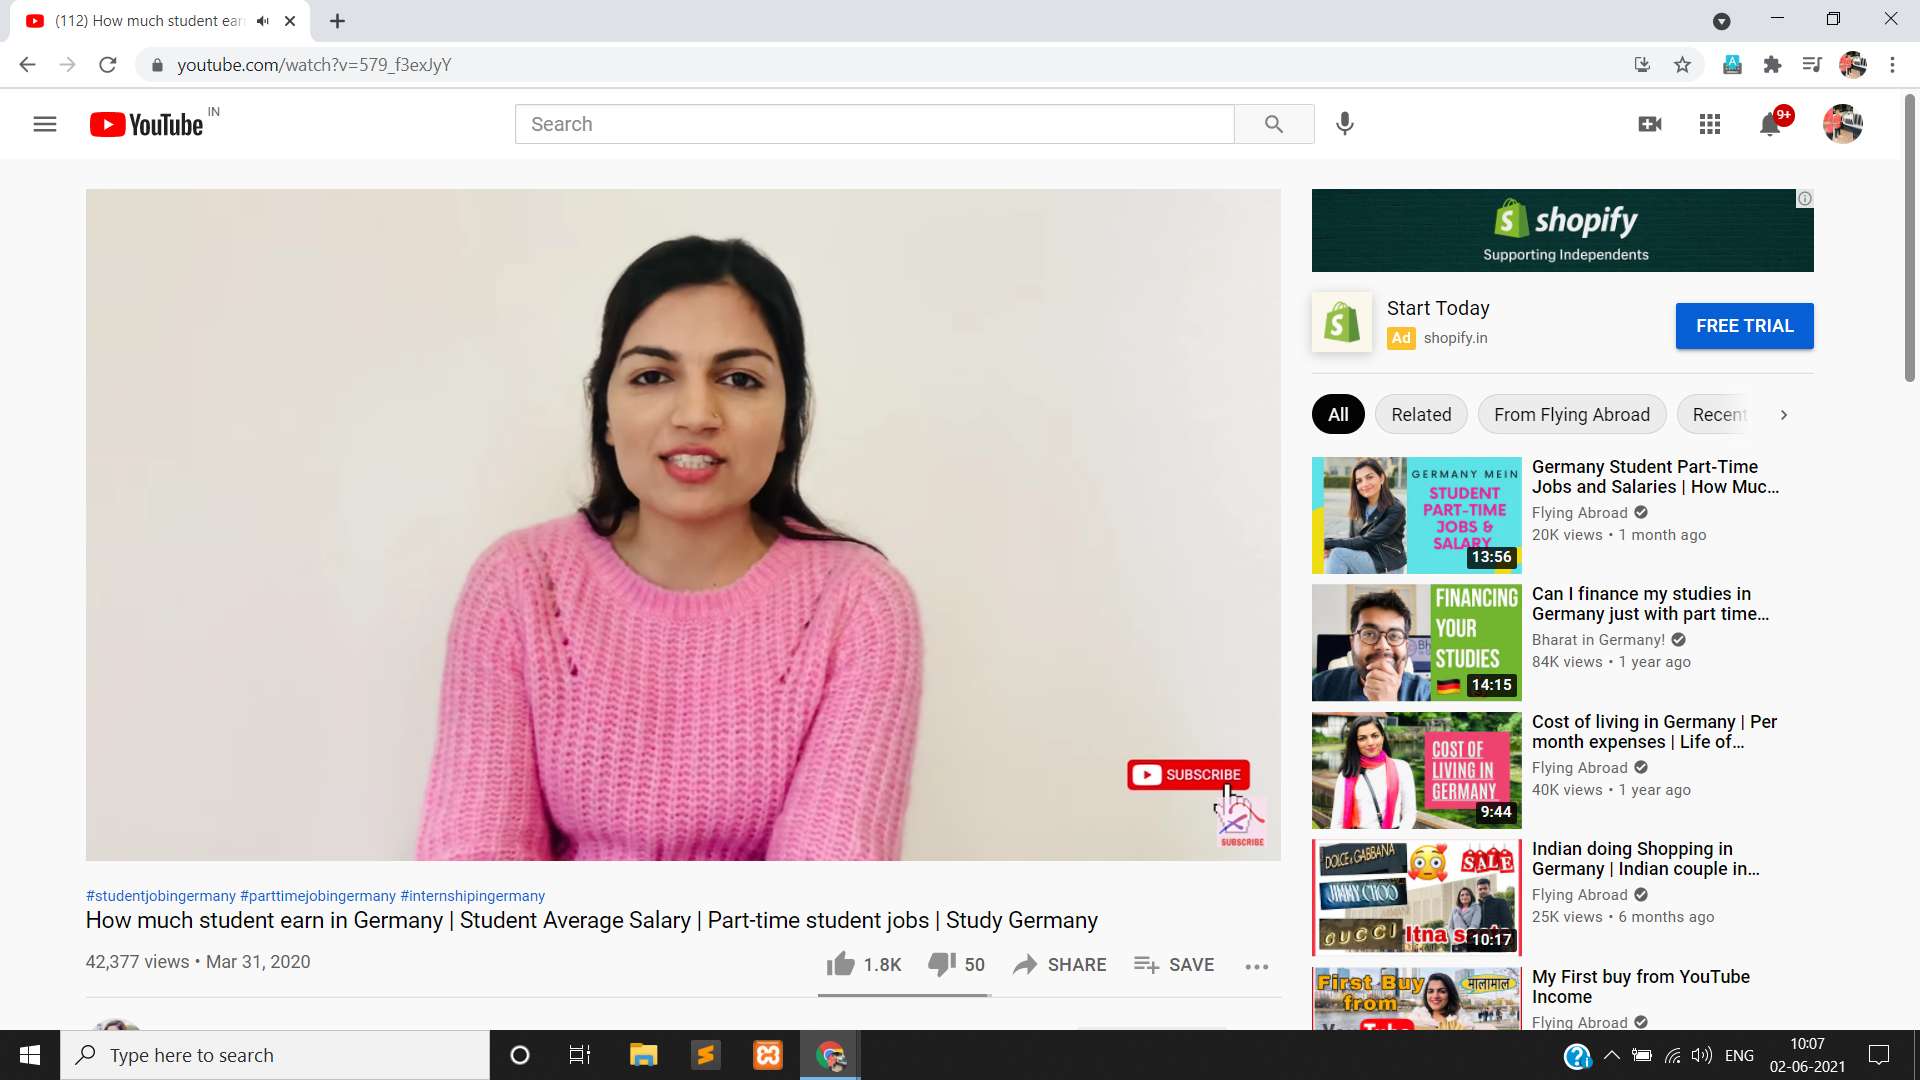 (112) How much student ear
youtube.com/watch?v=579_f3exJyY
YouTube IN
Search
9+
shopify
Supporting Independents
Start Today
Ad shopify.in
FREE TRIAL
All
Related
From Flying Abroad
Recent
SUBSCRIBE
SUBSCRIBE
#studentjobingermany #parttimejobingermany #internshipingermany
How much student earn in Germany | Student Average Salary | Part-time student jobs | Study Germany
42,377 views • Mar 31, 2020
1.8K
50
SHARE
SAVE
GERMANY MEIN
STUDENT
PART-TIME
JOBS &
SALARY
13:56
Germany Student Part-Time
Jobs and Salaries | How Muc...
Flying Abroad
20K views • 1 month ago
FINANCING
YOUR
STUDIES
14:15
Can I finance my studies in
Germany just with part time...
Bharat in Germany!
84K views • 1 year ago
COST OF
LIVING IN
GERMANY
9:44
Cost of living in Germany | Per
month expenses | Life of...
Flying Abroad
40K views • 1 year ago
DOLCE & GABBANA
SALE
JIMMY CHOO
GUCCI
Itna
10:17
Indian doing Shopping in
Germany | Indian couple in...
Flying Abroad
25K views • 6 months ago
First Buy
from
मालामाल
My First buy from YouTube
Income
Flying Abroad
Type here to search
ENG
10:07
02-06-2021